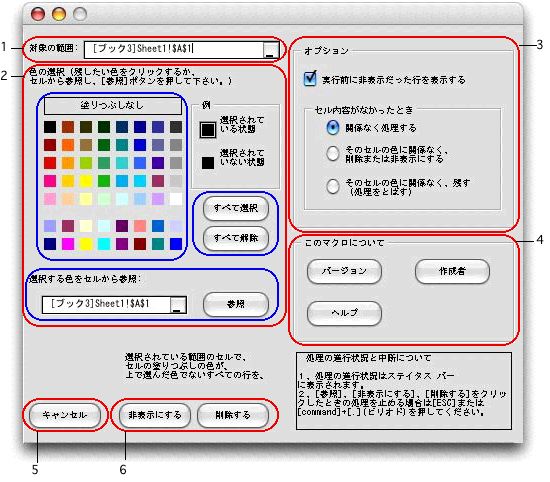 1
対象の範囲：
[ブック3]Sheet1!$A$1
2
色の選択（残したい色をクリックするか、
セルから参照し、[参照]ボタンを押して下さい。）
塗りつぶしなし
例
選択されて
いる状態
選択されて
いない状態
すべて選択
すべて解除
選択する色をセルから参照：
[ブック3]Sheet1!$A$1
参照
3
オプション
実行前に非表示だった行を表示する
セル内容がなかったとき
関係なく処理する
そのセルの色に関係なく、
削除または非表示にする
そのセルの色に関係なく、残す
（処理をとばす）
4
このマクロについて
バージョン
作成者
ヘルプ
選択されている範囲のセルで、
セルの塗りつぶしの色が、
上で選んだ色でないすべての行を、
処理の進行状況と中断について
1、処理の進行状況はステイタス バー
に表示されます。
2、[参照]、[非表示にする]、[削除する]をクリッ
クしたときの処理を止める場合は[ESC]または
[command]+[.](ピリオド)を押してください。
キャンセル
非表示にする
削除する
5
6